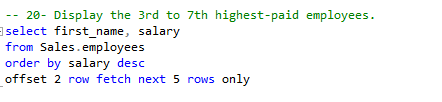 -- 20- Display the 3rd to 7th highest-paid employees.
select first_name, salary
from Sales.employees
order by salary desc
offset 2 row fetch next 5 rows only